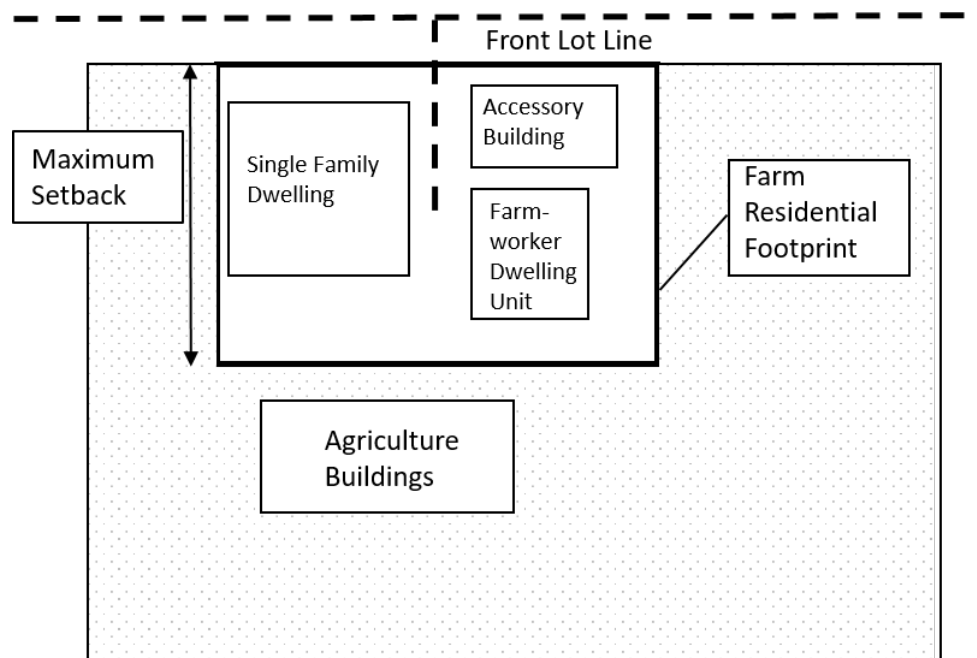 Front Lot Line
Maximum
Setback
Single Family
Dwelling
Accessory
Building
Farm-
worker
Dwelling
Unit
Farm
Residential
Footprint
Agriculture
Buildings